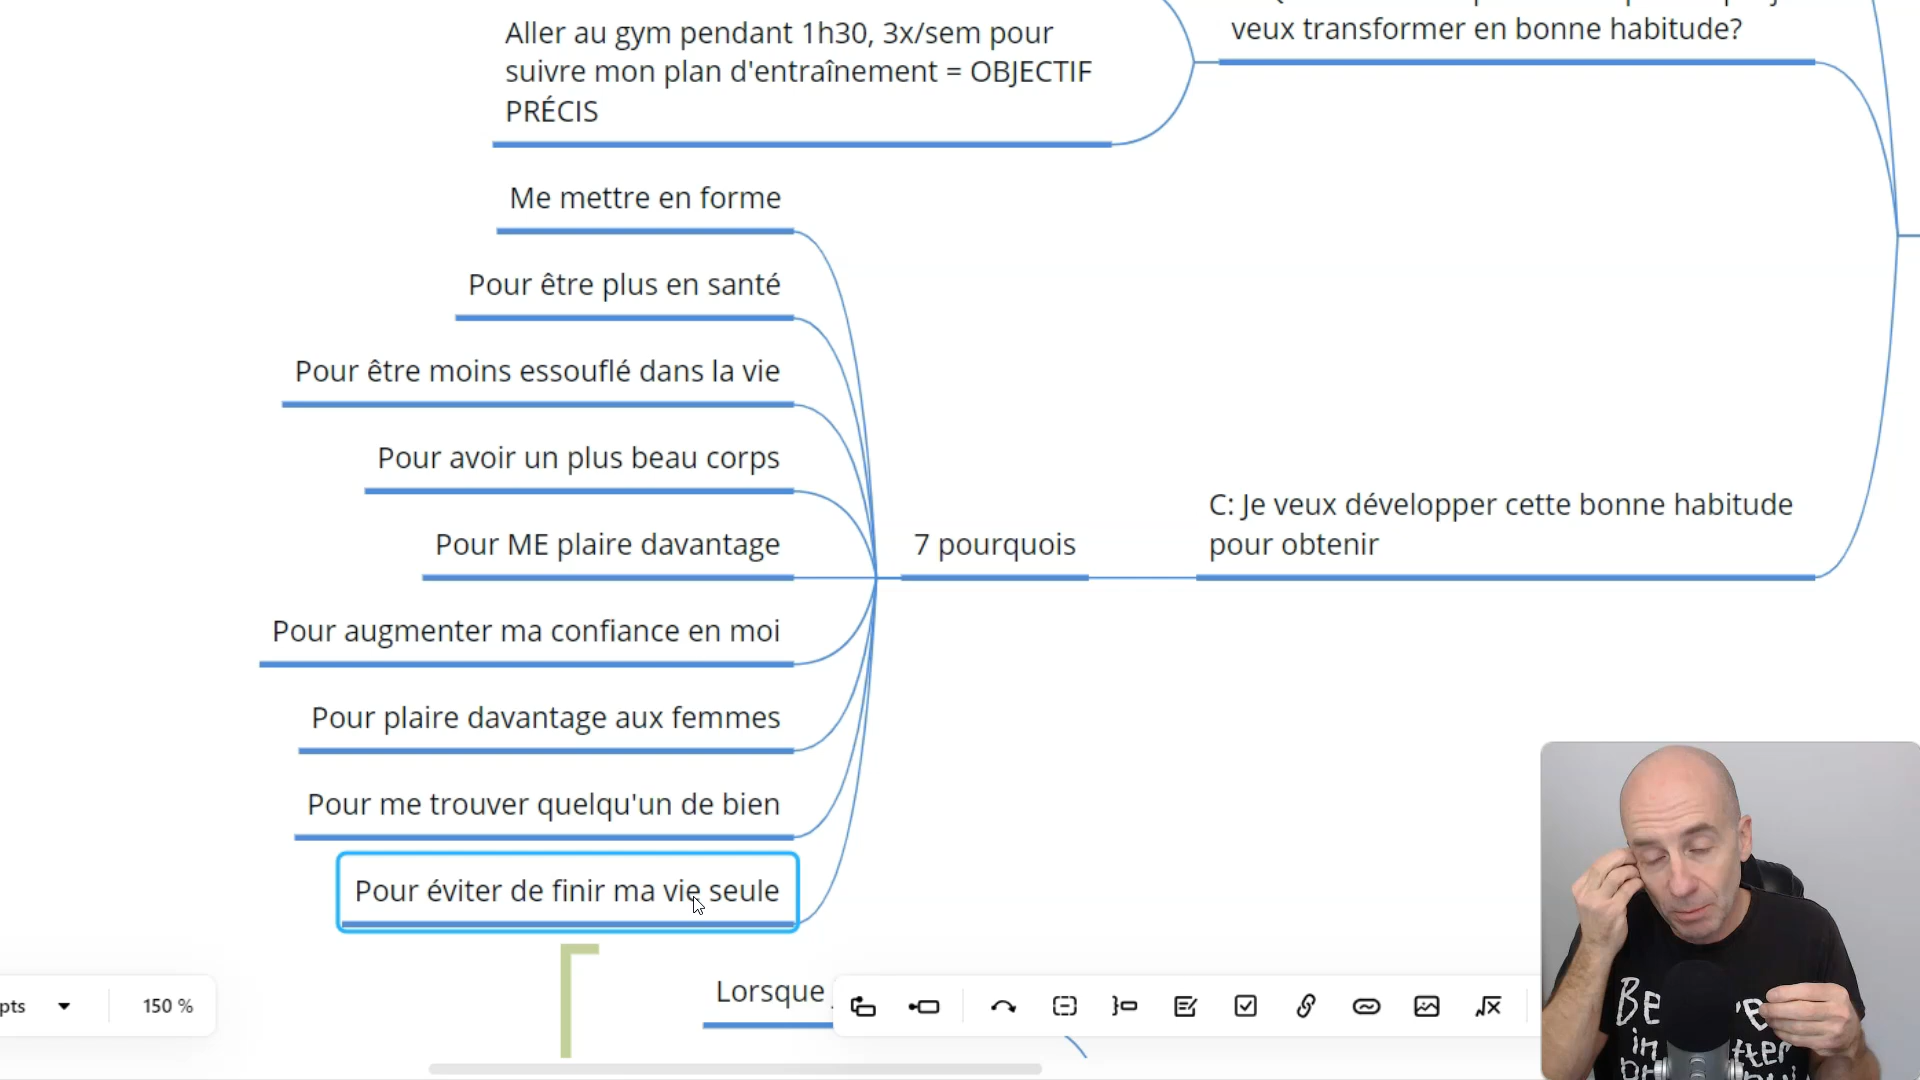 veux transformer en bonne habitude?
Aller au gym pendant 1h30, 3x/sem pour
suivre mon plan d'entraînement = OBJECTIF
PRÉCIS
Me mettre en forme
Pour être plus en santé
Pour être moins essouflé dans la vie
Pour avoir un plus beau corps
Pour ME plaire davantage
Pour augmenter ma confiance en moi
Pour plaire davantage aux femmes
Pour me trouver quelqu'un de bien
Pour éviter de finir ma vie seule
7 pourquois
C: Je veux développer cette bonne habitude
pour obtenir
Lorsque
pts
150 %
BE
in